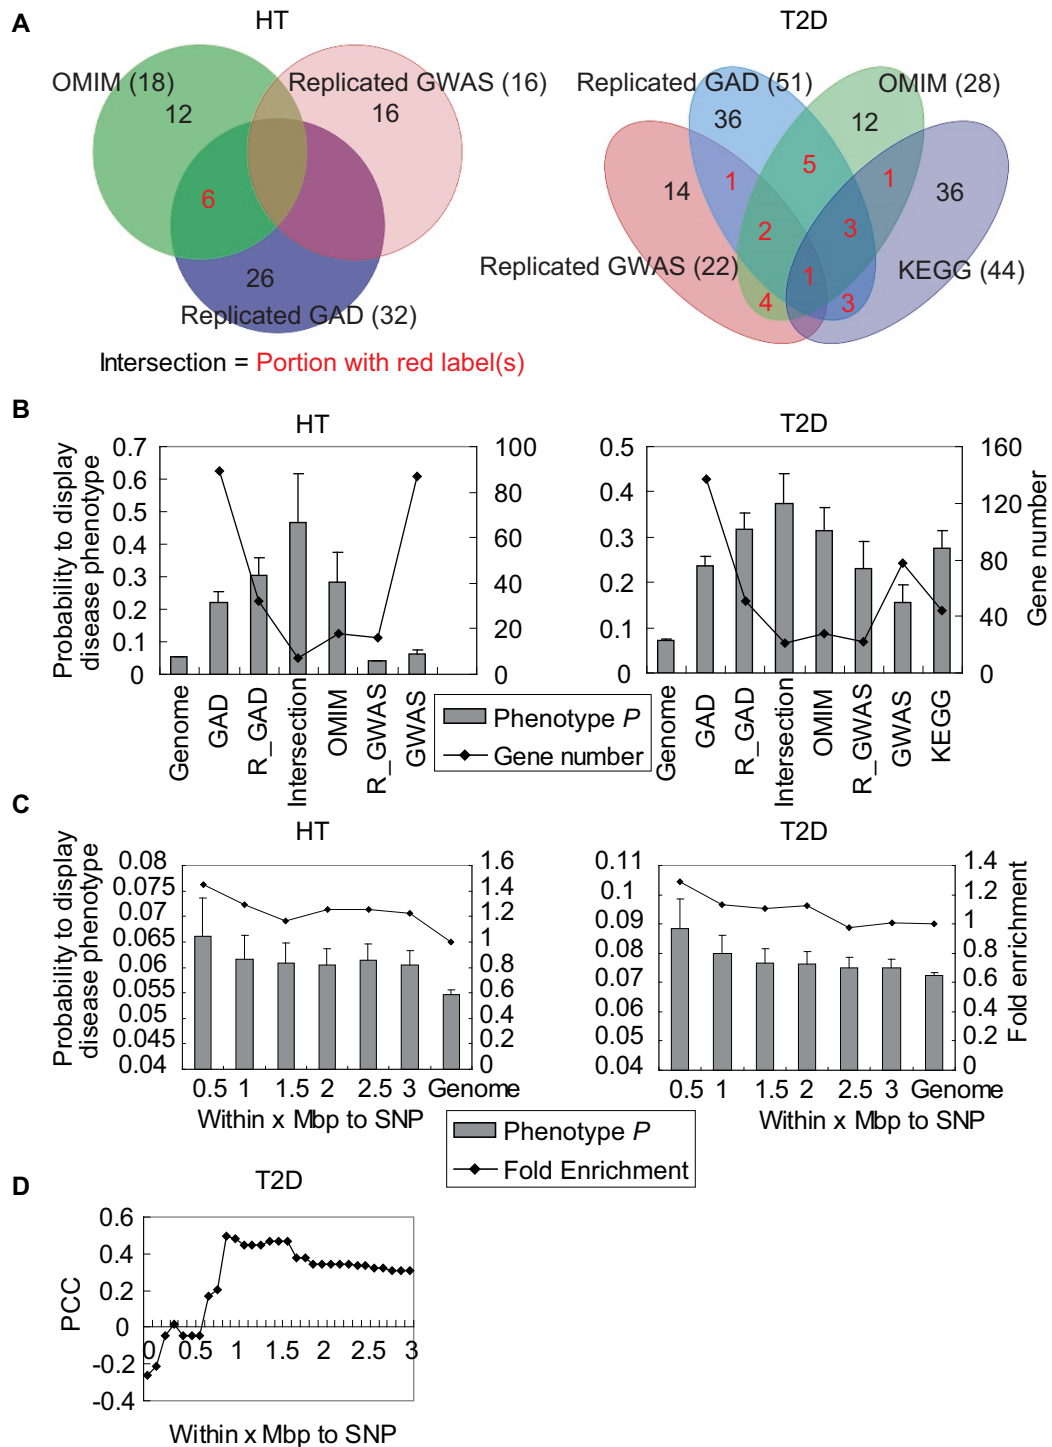 A
HT
OMIM (18)
Replicated GWAS (16)
12
16
6
26
Replicated GAD (32)
Intersection = Portion with red label(s)
T2D
Replicated GAD (51)
OMIM (28)
36
12
14
1
5
1
36
2
3
Replicated GWAS (22)
1
KEGG (44)
4
3
B
HT
Probability to display
disease phenotype
0.7
0.6
0.5
0.4
0.3
0.2
0.1
0
100
80
60
40
20
0
Genome
GAD
R_GAD
Intersection
OMIM
R_GWAS
GWAS
T2D
0.5
0.4
0.3
0.2
0.1
0
160
120
80
40
0
Gene number
Genome
GAD
R_GAD
Intersection
OMIM
R_GWAS
GWAS
KEGG
Phenotype P
Gene number
C
HT
Probability to display
disease phenotype
0.08
0.075
0.07
0.065
0.06
0.055
0.05
0.045
0.04
1.6
1.4
1.2
1
0.8
0.6
0.4
0.2
0
0.5 1 1.5 2 2.5 3 Genome
Within x Mbp to SNP
T2D
0.11
0.1
0.09
0.08
0.07
0.06
0.05
0.04
1.4
1.2
1
0.8
0.6
0.4
0.2
0
Fold enrichment
0.5 1 1.5 2 2.5 3 Genome
Within x Mbp to SNP
Phenotype P
Fold Enrichment
D
T2D
PCC
0.6
0.4
0.2
0
-0.2
-0.4
0 0.5 1 1.5 2 2.5 3
Within x Mbp to SNP